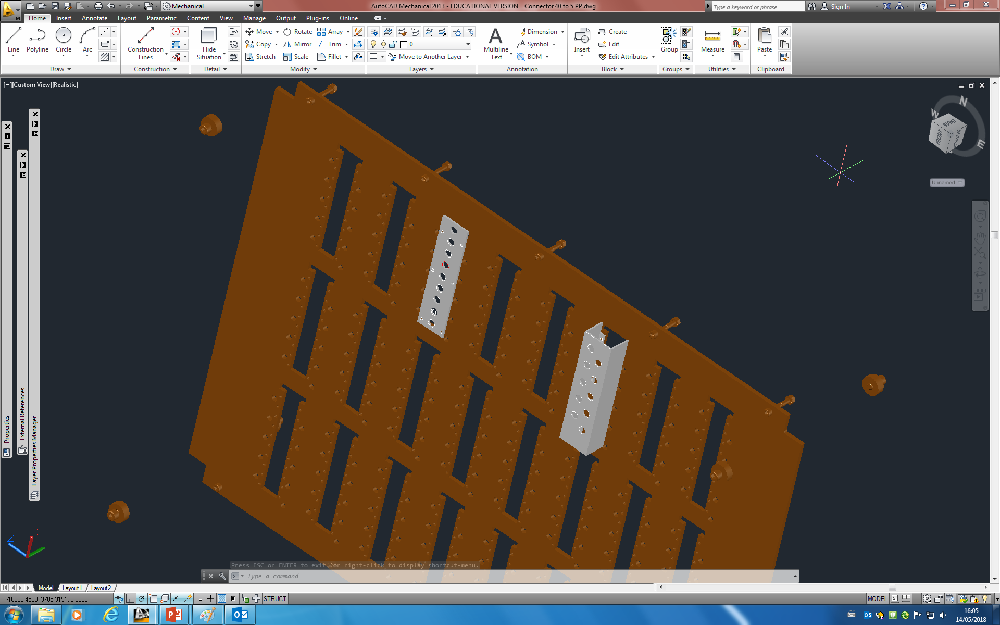 Mechanical
AutoCAD Mechanical 2013 - EDUCATIONAL VERSION    Connector 40 to 5 PP.dwg
Type a keyword or phrase
Sign In
M
Home Insert Annotate Layout Parametric Content View Manage Output Plug-ins Online
Line Polyline Circle Arc
Construction Lines
Hide Situation
Move Rotate Array
Copy Mirror Trim
Stretch Scale Fillet
0
Move to Another Layer
Multiline Text
Dimension
Symbol
BOM
Insert
Create
Edit
Edit Attributes
Group
Measure
Paste
Draw Construction Detail Modify Layers Annotation Block Groups Utilities Clipboard
[−][Custom View][Realistic]
N
W
E
RIGHT
FRONT
BOTTOM
Unnamed
Properties
External References
Layer Properties Manager
Z
X
Y
Press ESC or ENTER to exit, or right-click to display shortcut-menu.
Type a command
Model Layout1 Layout2
-16883.4538, 3705.3191, 0.0000
STRUCT
MODEL
16:05
14/05/2018